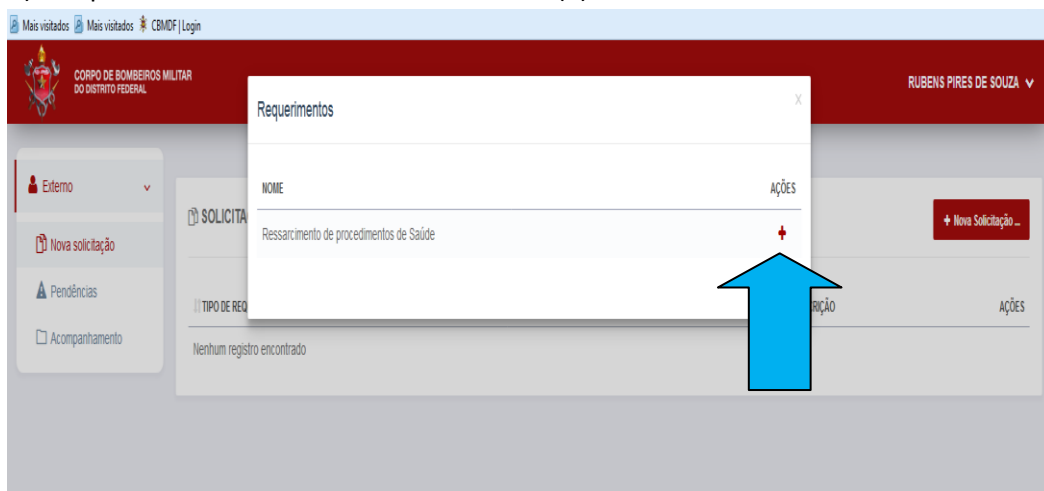 Mais visitados Mais visitados CBMDF | Login
CORPO DE BOMBEIROS MILITAR
DO DISTRITO FEDERAL
RUBENS PIRES DE SOUZA
Requerimentos
X
Externo
NOME
AÇÕES
SOLICITA
+ Nova Solicitação ...
Ressarcimento de procedimentos de Saúde
+
Nova solicitação
Pendências
TIPO DE REQ
RIÇÃO
AÇÕES
Acompanhamento
Nenhum registro encontrado